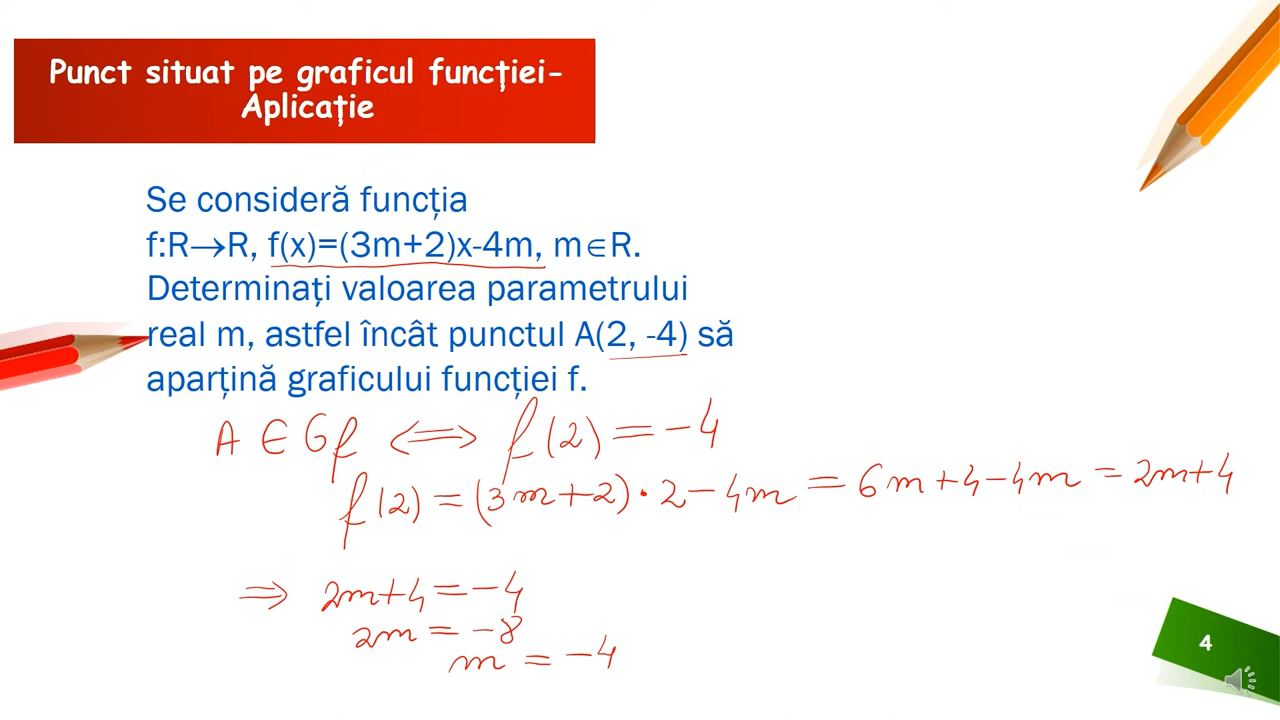 Punct situat pe graficul funcției-
Aplicație
Se consideră funcția
f:R→R, f(x)=(3m+2)x-4m, m∈R.
Determinați valoarea parametrului
real m, astfel încât punctul A(2, -4) să
aparțină graficului funcției f.
A ∈ Gf ⟺ f(2) = -4
f(2) = (3m+2)·2-4m = 6m+4-4m = 2m+4
⇒ 2m+4 = -4
2m = -8
m = -4
4